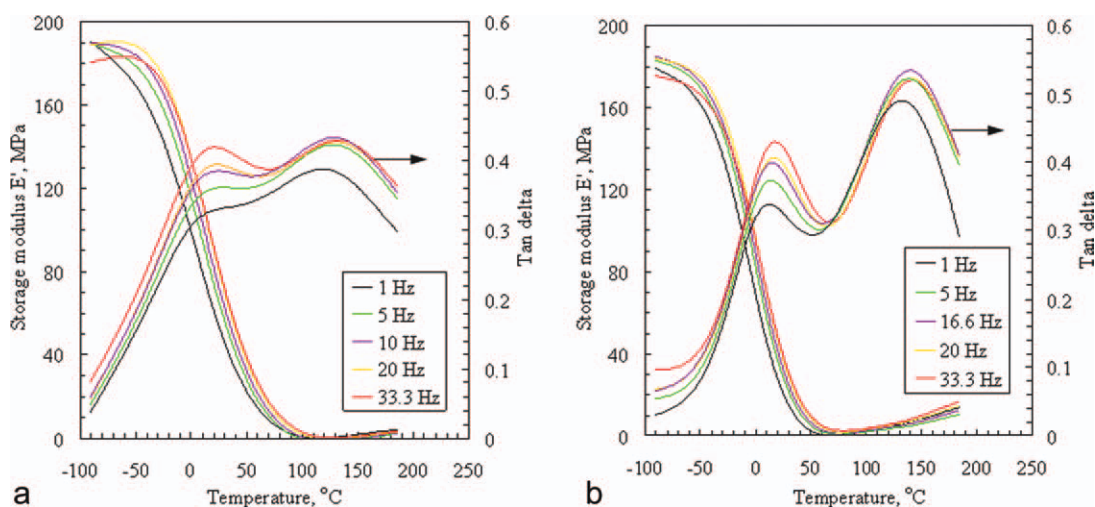 200
160
120
80
40
0
Storage modulus E', MPa
0.6
0.5
0.4
0.3
0.2
0.1
0
Tan delta
1 Hz
5 Hz
10 Hz
20 Hz
33.3 Hz
-100 -50 0 50 100 150 200 250
Temperature, °C
a
200
160
120
80
40
0
Storage modulus E', MPa
0.6
0.5
0.4
0.3
0.2
0.1
0
Tan delta
1 Hz
5 Hz
16.6 Hz
20 Hz
33.3 Hz
-100 -50 0 50 100 150 200 250
Temperature, °C
b